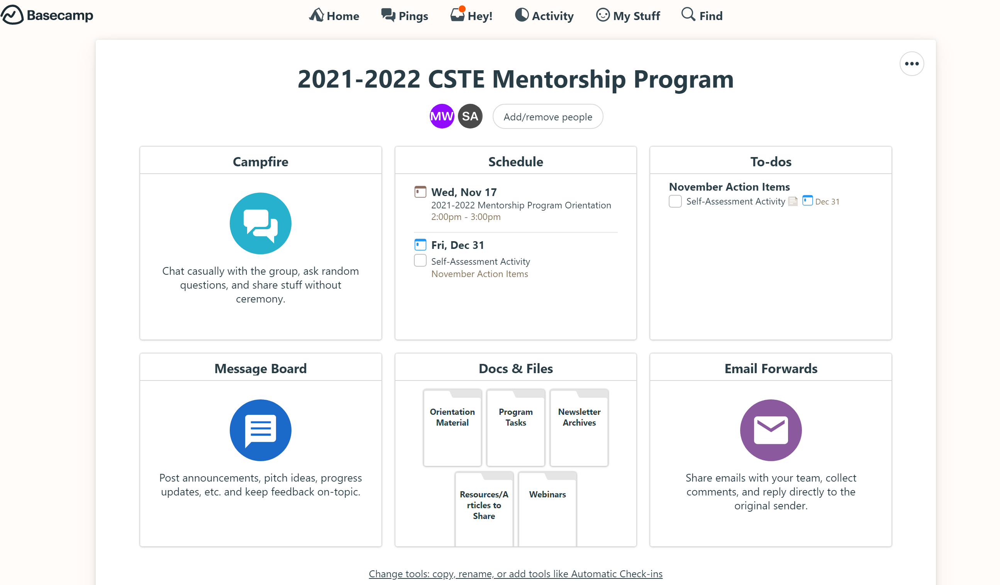 Basecamp
Home
Pings
Hey!
Activity
My Stuff
Find
2021-2022 CSTE Mentorship Program
MW
SA
Add/remove people
Campfire
Chat casually with the group, ask random
questions, and share stuff without
ceremony.
Schedule
Wed, Nov 17
2021-2022 Mentorship Program Orientation
2:00pm - 3:00pm
Fri, Dec 31
Self-Assessment Activity
November Action Items
To-dos
November Action Items
Self-Assessment Activity Dec 31
Message Board
Post announcements, pitch ideas, progress
updates, etc. and keep feedback on-topic.
Docs & Files
Orientation
Material
Program
Tasks
Newsletter
Archives
Resources/A
rticles to
Share
Webinars
Email Forwards
Share emails with your team, collect
comments, and reply directly to the
original sender.
Change tools: copy, rename, or add tools like Automatic Check-ins